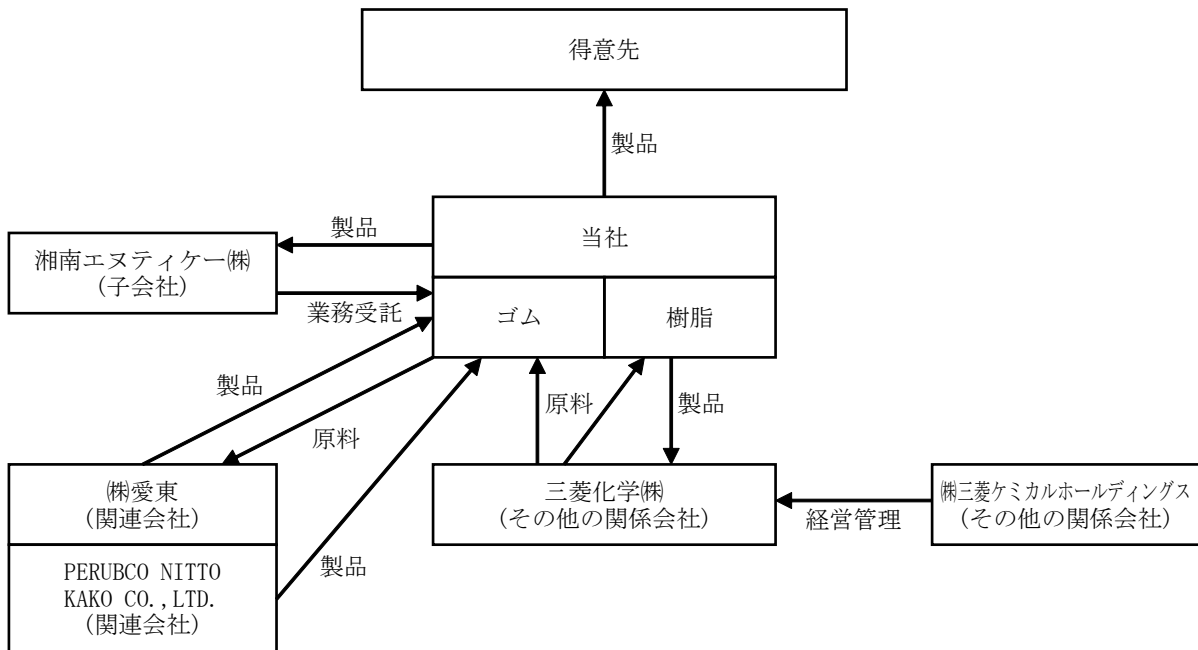 得意先
製品
当社
製品
湘南エヌティケー㈱
(子会社)
業務受託
ゴム
樹脂
製品
原料
原料
製品
㈱愛東
(関連会社)
三菱化学㈱
(その他の関係会社)
経営管理
㈱三菱ケミカルホールディングス
(その他の関係会社)
製品
PERUBCO NITTO
KAKO CO.,LTD.
(関連会社)